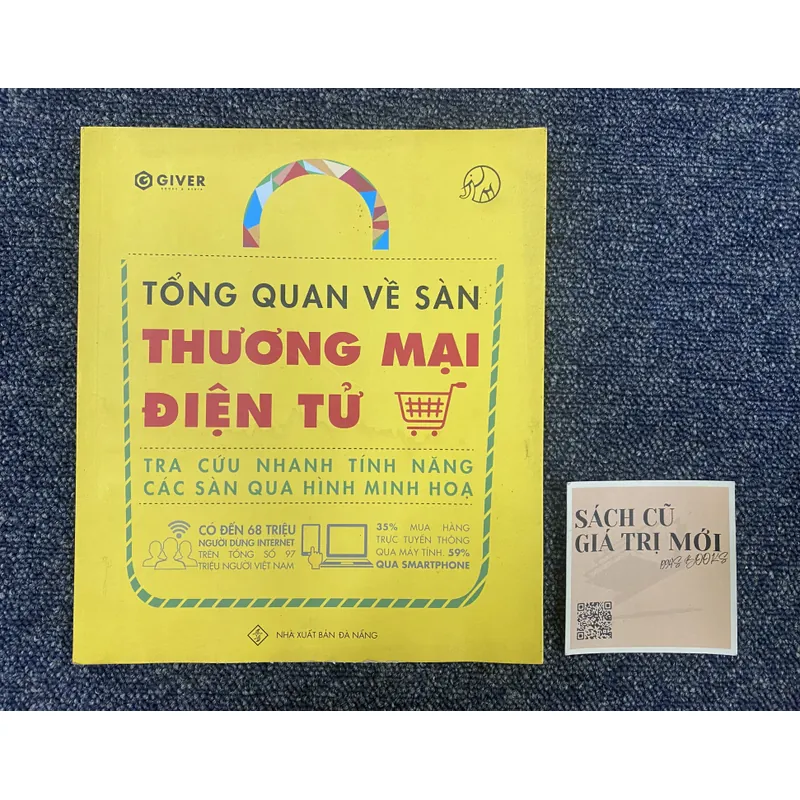 GIVER
TỔNG QUAN VỀ SÀN
THƯƠNG MẠI
ĐIỆN TỬ
TRA CỨU NHANH TÍNH NĂNG
CÁC SÀN QUA HÌNH MINH HOẠ
CÓ ĐẾN 68 TRIỆU
NGƯỜI DÙNG INTERNET
TRÊN TỔNG SỐ 97
TRIỆU NGƯỜI VIỆT NAM
35% MUA HÀNG
TRỰC TUYẾN THÔNG
QUA MÁY TÍNH. 59%
QUA SMARTPHONE
NHÀ XUẤT BẢN ĐÀ NẴNG
SÁCH CŨ
GIÁ TRỊ MỚI